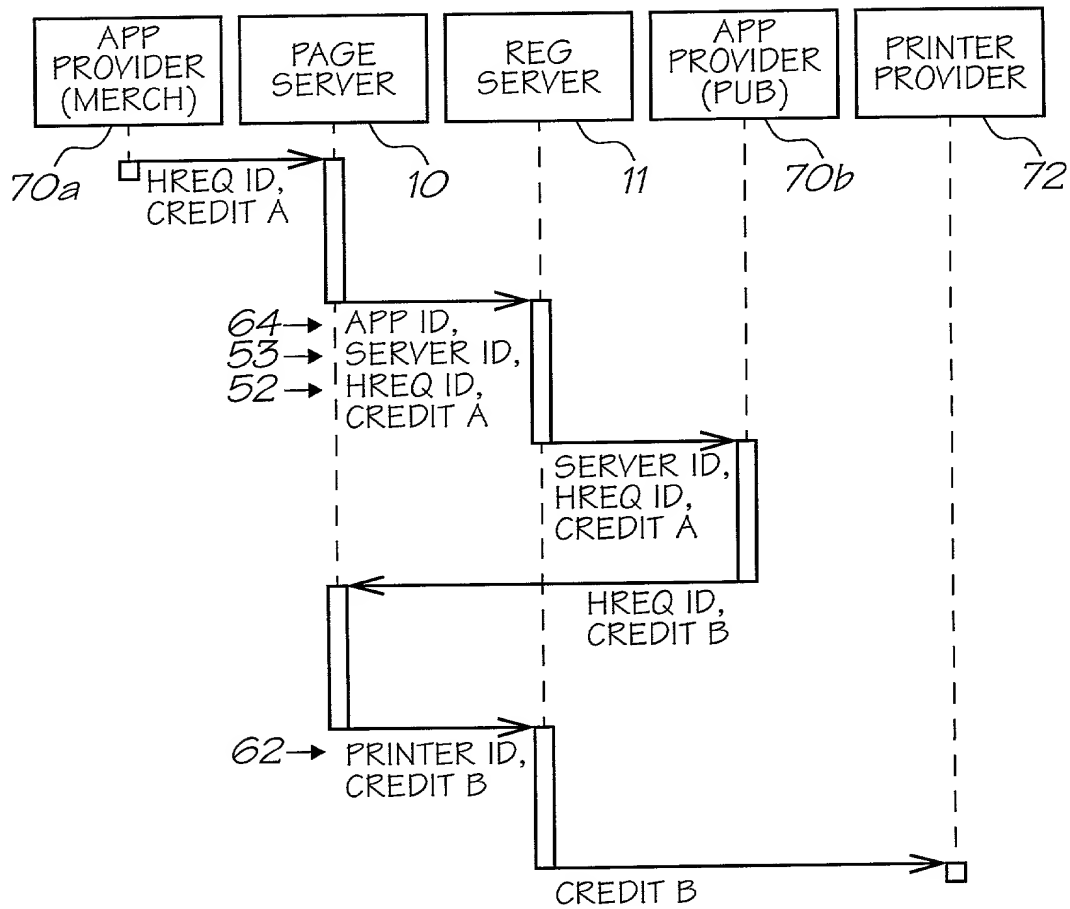 APP
PROVIDER
(MERCH)
PAGE
SERVER
REG
SERVER
APP
PROVIDER
(PUB)
PRINTER
PROVIDER
70a
10
11
70b
72
HREQ ID,
CREDIT A
64
APP ID,
53
SERVER ID,
52
HREQ ID,
CREDIT A
SERVER ID,
HREQ ID,
CREDIT A
HREQ ID,
CREDIT B
62
PRINTER ID,
CREDIT B
CREDIT B